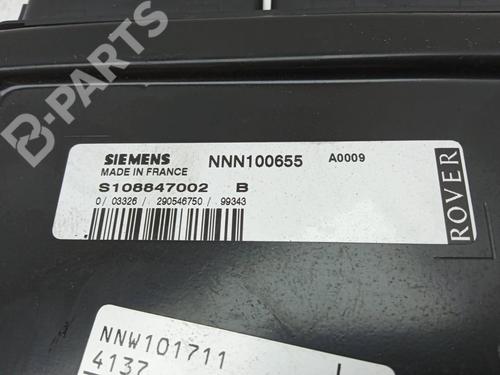 SIEMENS NNN100655 A0009
MADE IN FRANCE
S108847002 B
0/ 03326/ 290546750/ 99343
ROVER
NNW101711
4137
B-PARTS